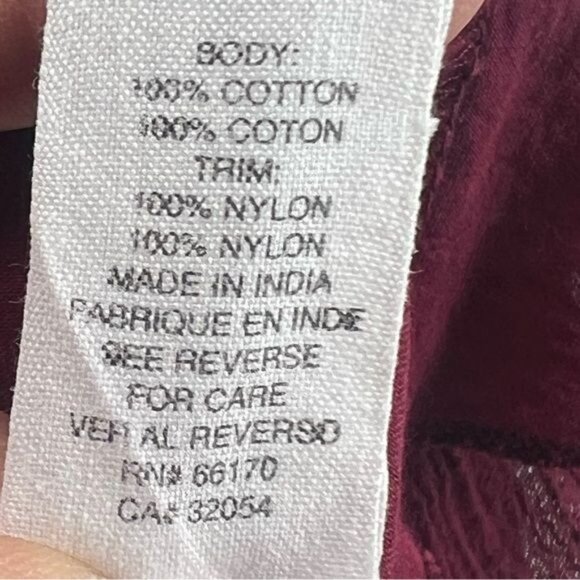 BODY:
100% COTTON
100% COTON
TRIM:
100% NYLON
100% NYLON
MADE IN INDIA
FABRIQUE EN INDE
SEE REVERSE
FOR CARE
VER AL REVERSO
RN# 66170
CA# 32054